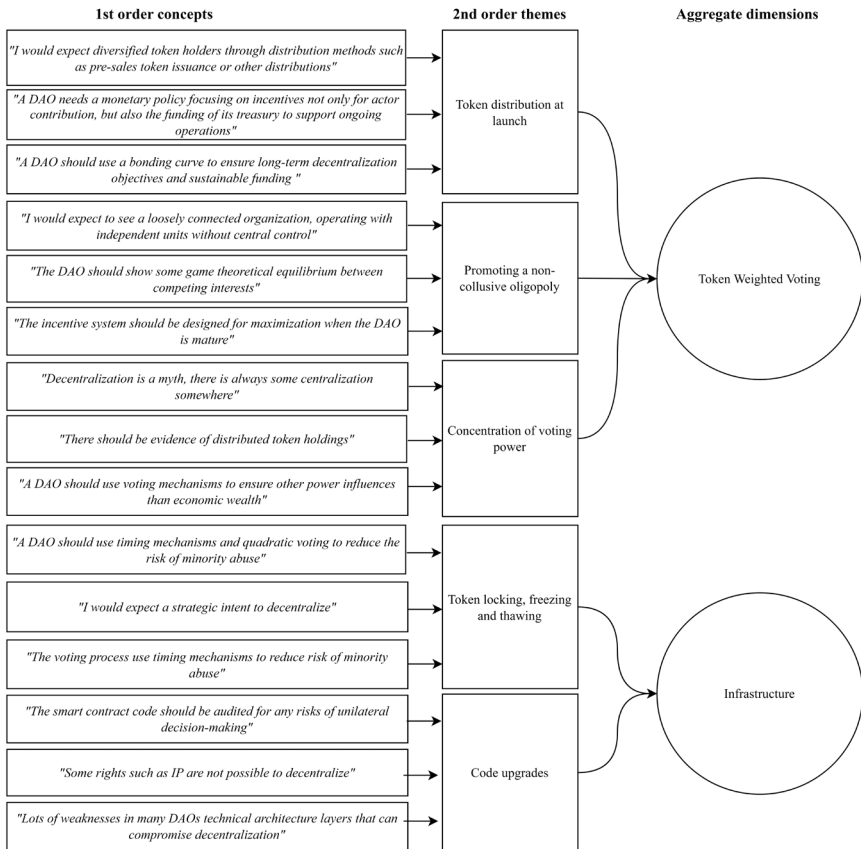 1st order concepts
2nd order themes
Aggregate dimensions
"I would expect diversified token holders through distribution methods such
as pre-sales token issuance or other distributions"
"A DAO needs a monetary policy focusing on incentives not only for actor
contribution, but also the funding of its treasury to support ongoing
operations"
"A DAO should use a bonding curve to ensure long-term decentralization
objectives and sustainable funding "
Token distribution at
launch
"I would expect to see a loosely connected organization, operating with
independent units without central control"
"The DAO should show some game theoretical equilibrium between
competing interests"
"The incentive system should be designed for maximization when the DAO
is mature"
Promoting a non-
collusive oligopoly
"Decentralization is a myth, there is always some centralization
somewhere"
"There should be evidence of distributed token holdings"
"A DAO should use voting mechanisms to ensure other power influences
than economic wealth"
Concentration of voting
power
Token Weighted Voting
"A DAO should use timing mechanisms and quadratic voting to reduce the
risk of minority abuse"
"I would expect a strategic intent to decentralize"
"The voting process use timing mechanisms to reduce risk of minority
abuse"
Token locking, freezing
and thawing
"The smart contract code should be audited for any risks of unilateral
decision-making"
"Some rights such as IP are not possible to decentralize"
"Lots of weaknesses in many DAOs technical architecture layers that can
compromise decentralization"
Code upgrades
Infrastructure